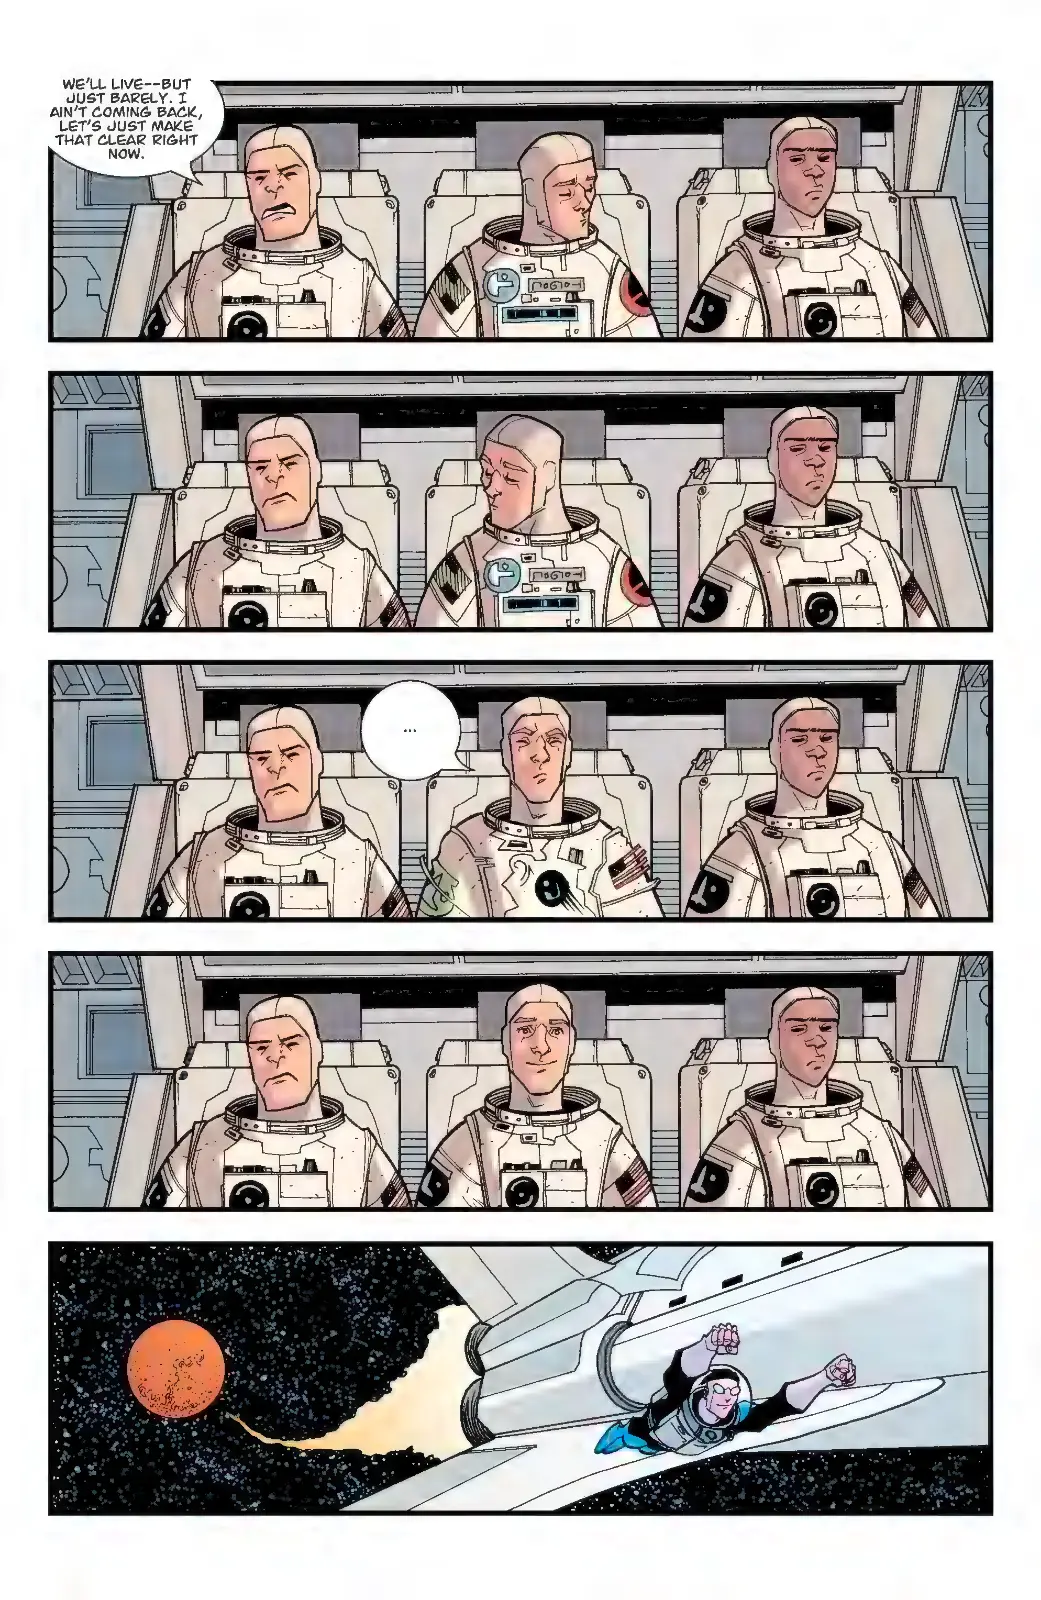 WE'LL LIVE--BUT
JUST BARELY. I
AIN'T COMING BACK,
LET'S JUST MAKE
THAT CLEAR RIGHT
NOW.
...